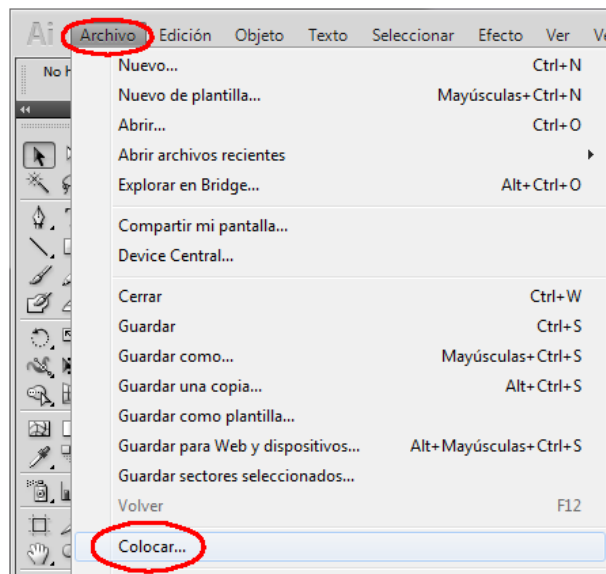 Ai Archivo Edición Objeto Texto Seleccionar Efecto Ver
No
Nuevo... Ctrl+N
Nuevo de plantilla... Mayúsculas+Ctrl+N
Abrir... Ctrl+O
Abrir archivos recientes
Explorar en Bridge... Alt+Ctrl+O
Compartir mi pantalla...
Device Central...
Cerrar Ctrl+W
Guardar Ctrl+S
Guardar como... Mayúsculas+Ctrl+S
Guardar una copia... Alt+Ctrl+S
Guardar como plantilla...
Guardar para Web y dispositivos... Alt+Mayúsculas+Ctrl+S
Guardar sectores seleccionados...
Volver F12
Colocar...